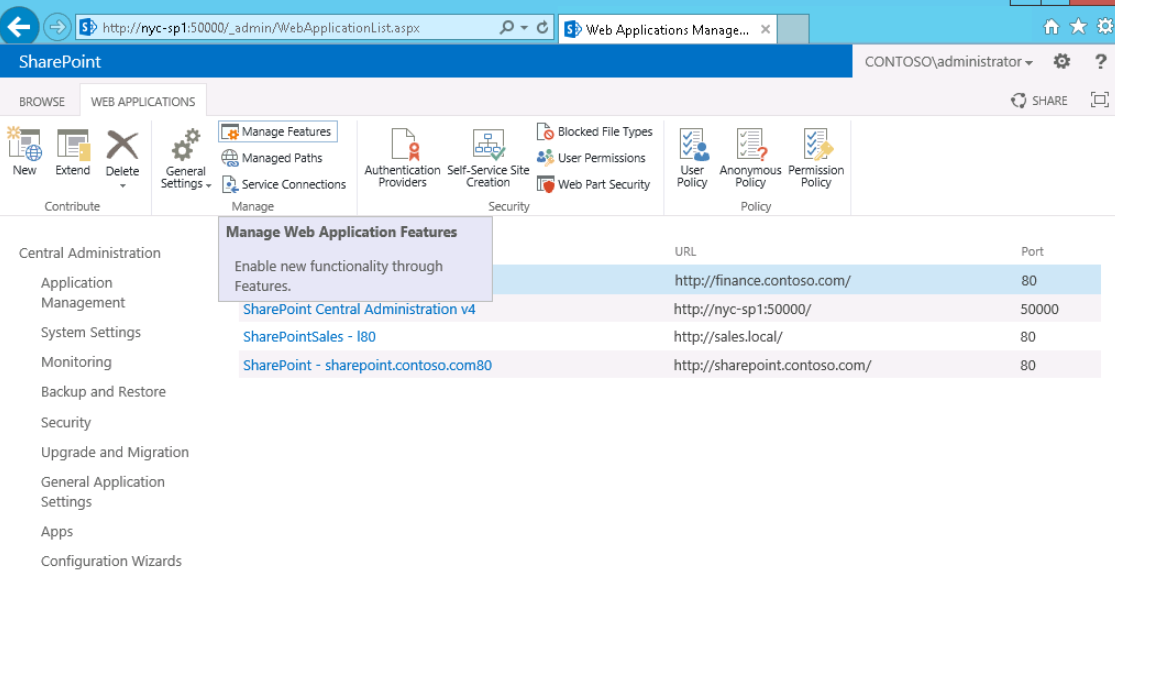 http://nyc-sp1:50000/_admin/WebApplicationList.aspx
Web Applications Manage...
SharePoint
CONTOSO\administrator
?
BROWSE
WEB APPLICATIONS
SHARE
New
Extend
Delete
General
Settings
Manage Features
Managed Paths
Service Connections
Authentication
Providers
Self-Service Site
Creation
Blocked File Types
User Permissions
Web Part Security
User
Policy
Anonymous
Policy
Permission
Policy
Contribute
Manage
Security
Policy
Manage Web Application Features
Enable new functionality through
Features.
Central Administration
Application
Management
System Settings
Monitoring
Backup and Restore
Security
Upgrade and Migration
General Application
Settings
Apps
Configuration Wizards
URL
Port
http://finance.contoso.com/
80
SharePoint Central Administration v4
http://nyc-sp1:50000/
50000
SharePointSales - l80
http://sales.local/
80
SharePoint - sharepoint.contoso.com80
http://sharepoint.contoso.com/
80